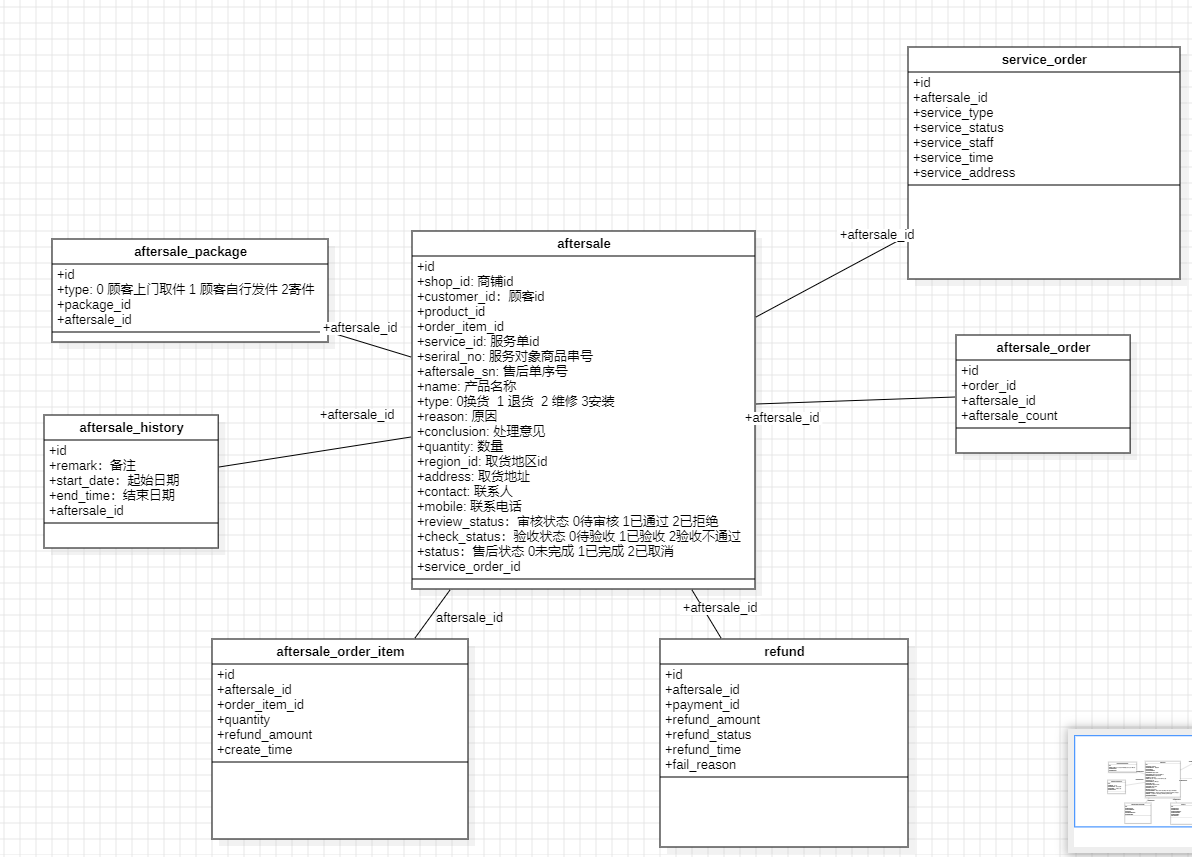 service_order
+id
+aftersale_id
+service_type
+service_status
+service_staff
+service_time
+service_address
+aftersale_id
aftersale_package
+id
+type: 0 顾客上门取件 1 顾客自行发件 2寄件
+package_id
+aftersale_id
+aftersale_id
aftersale
+id
+shop_id: 商铺id
+customer_id：顾客id
+product_id
+order_item_id
+service_id: 服务单id
+seriral_no: 服务对象商品串号
+aftersale_sn: 售后单序号
+name: 产品名称
+type: 0换货 1 退货 2 维修 3安装
+reason: 原因
+conclusion: 处理意见
+quantity: 数量
+region_id: 取货地区id
+address: 取货地址
+contact: 联系人
+mobile: 联系电话
+review_status：审核状态 0待审核 1已通过 2已拒绝
+check_status：验收状态 0待验收 1已验收 2验收不通过
+status：售后状态 0未完成 1已完成 2已取消
+service_order_id
aftersale_order
+id
+order_id
+aftersale_id
+aftersale_count
+aftersale_id
+aftersale_id
aftersale_history
+id
+remark：备注
+start_date：起始日期
+end_time：结束日期
+aftersale_id
aftersale_id
+aftersale_id
aftersale_order_item
+id
+aftersale_id
+order_item_id
+quantity
+refund_amount
+create_time
refund
+id
+aftersale_id
+payment_id
+refund_amount
+refund_status
+refund_time
+fail_reason